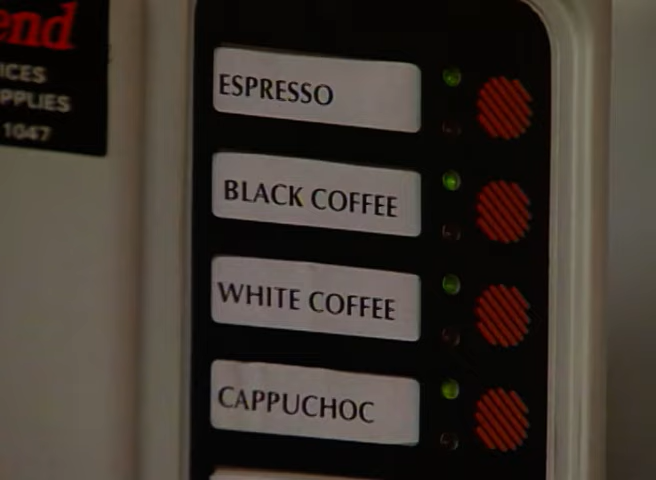 end
ICES
PPLIES
1047
ESPRESSO
BLACK COFFEE
WHITE COFFEE
CAPPUCHOC